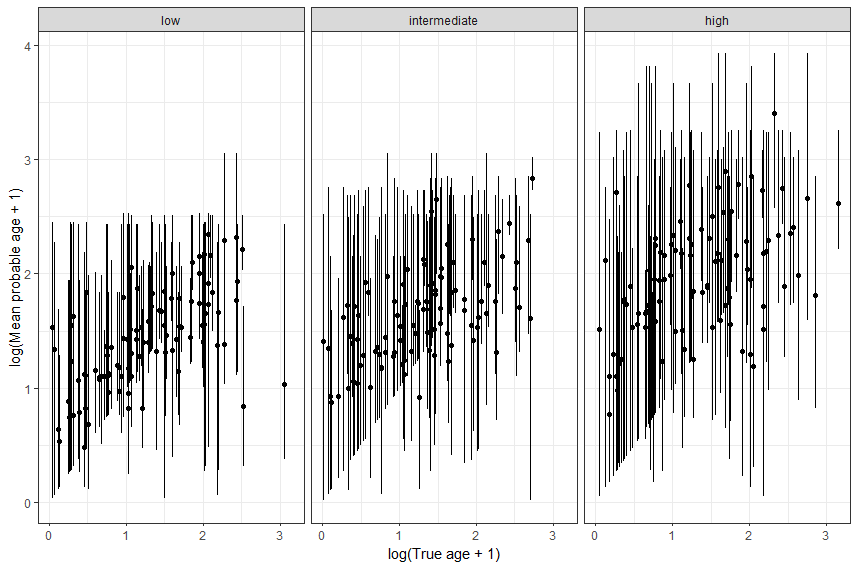 low intermediate high
4
3
2
1
0
log(Mean probable age + 1)
0 1 2 3 0 1 2 3 0 1 2 3
log(True age + 1)